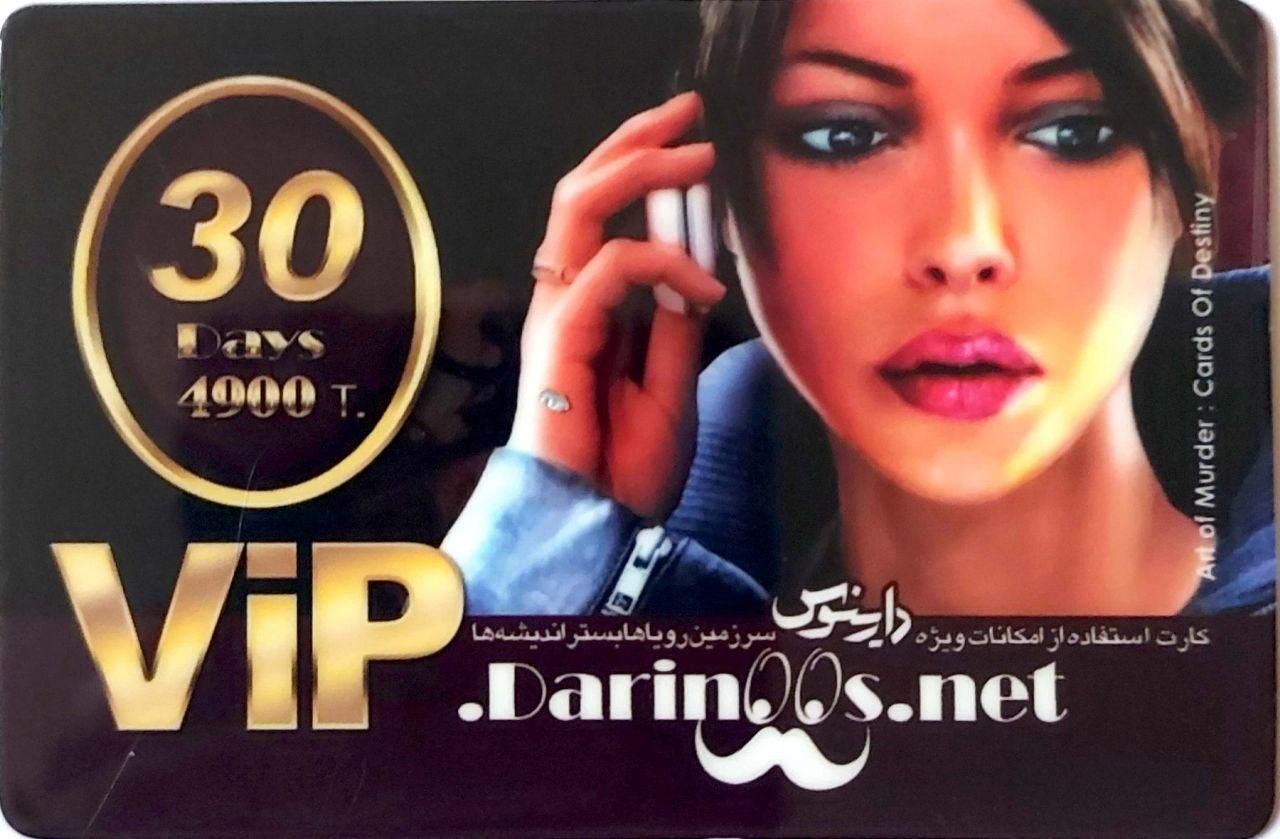 30
Days
4900 T.
Art of Murder : Cards Of Destiny
ViP
کارت استفاده از امکانات ویژه داینوس سرزمین رویاها بستر اندیشه‌ها
.Darinoos.net